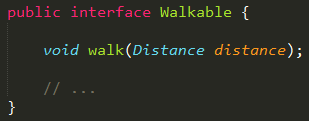 public interface Walkable {
void walk(Distance distance);
// ...
}